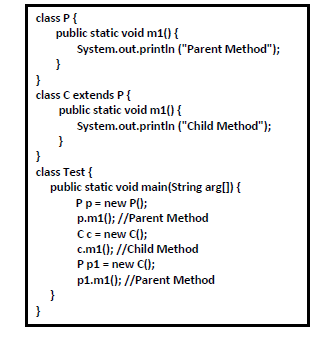 class P {
public static void m1() {
System.out.println ("Parent Method");
}
}
class C extends P {
public static void m1() {
System.out.println ("Child Method");
}
}
class Test {
public static void main(String arg[]) {
P p = new P();
p.m1(); //Parent Method
C c = new C();
c.m1(); //Child Method
P p1 = new C();
p1.m1(); //Parent Method
}
}